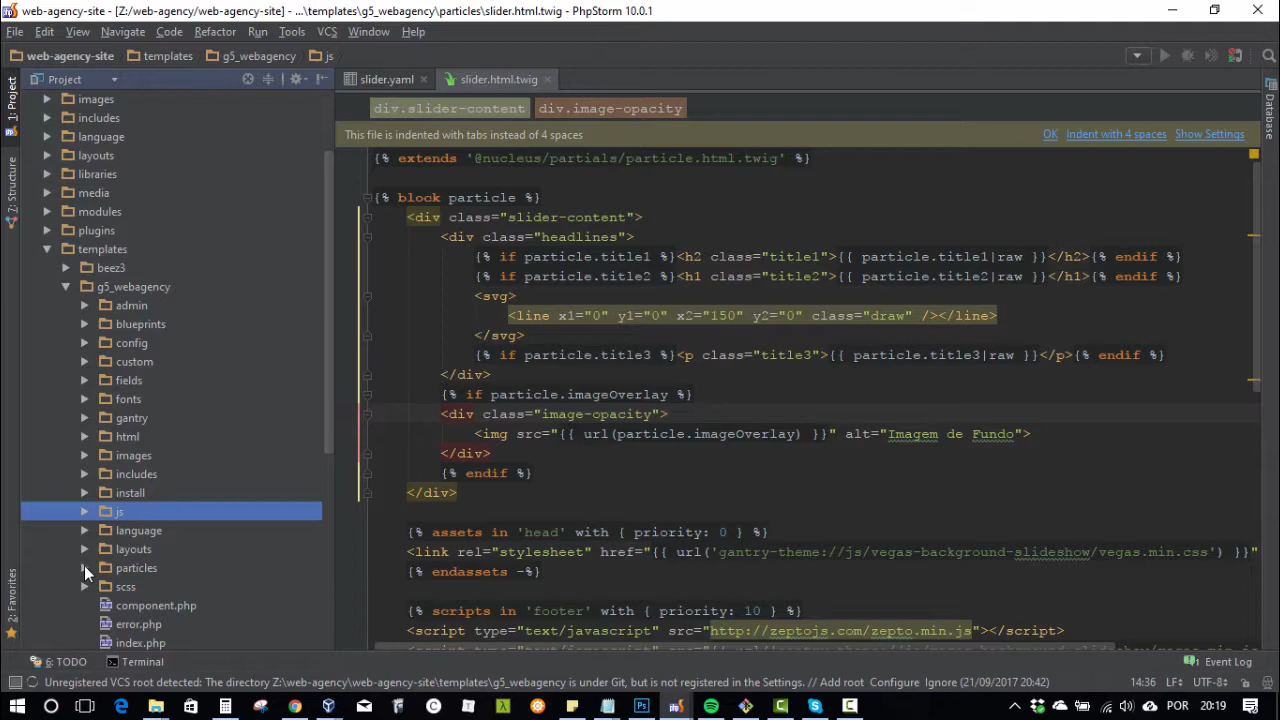 web-agency-site - [Z:/web-agency/web-agency-site] - ...\templates\g5_webagency\particles\slider.html.twig - PhpStorm 10.0.1
File Edit View Navigate Code Refactor Run Tools VCS Window Help
web-agency-site templates g5_webagency js
Project
slider.yaml slider.html.twig
div.slider-content div.image-opacity
This file is indented with tabs instead of 4 spaces OK Indent with 4 spaces Show Settings
1: Project
7: Structure
2: Favorites
Database
images
includes
language
layouts
libraries
media
modules
plugins
templates
beez3
g5_webagency
admin
blueprints
config
custom
fields
fonts
gantry
html
images
includes
install
js
language
layouts
particles
scss
component.php
error.php
index.php
{% extends '@nucleus/partials/particle.html.twig' %}
{% block particle %}
<div class="slider-content">
<div class="headlines">
{% if particle.title1 %}<h2 class="title1">{{ particle.title1|raw }}</h2>{% endif %}
{% if particle.title2 %}<h1 class="title2">{{ particle.title2|raw }}</h1>{% endif %}
<svg>
<line x1="0" y1="0" x2="150" y2="0" class="draw" /></line>
</svg>
{% if particle.title3 %}<p class="title3">{{ particle.title3|raw }}</p>{% endif %}
</div>
{% if particle.imageOverlay %}
<div class="image-opacity">
<img src="{{ url(particle.imageOverlay) }}" alt="Imagem de Fundo">
</div>
{% endif %}
</div>
{% assets in 'head' with { priority: 0 } %}
<link rel="stylesheet" href="{{ url('gantry-theme://js/vegas-background-slideshow/vegas.min.css') }}"
{% endassets -%}
{% scripts in 'footer' with { priority: 10 } %}
<script type="text/javascript" src="http://zeptojs.com/zepto.min.js"></script>
6: TODO Terminal Event Log
Unregistered VCS root detected: The directory Z:\web-agency\web-agency-site\templates\g5_webagency is under Git, but is not registered in the Settings. // Add root Configure Ignore (21/09/2017 20:42) 14:36 LF÷ UTF-8÷
POR 20:19